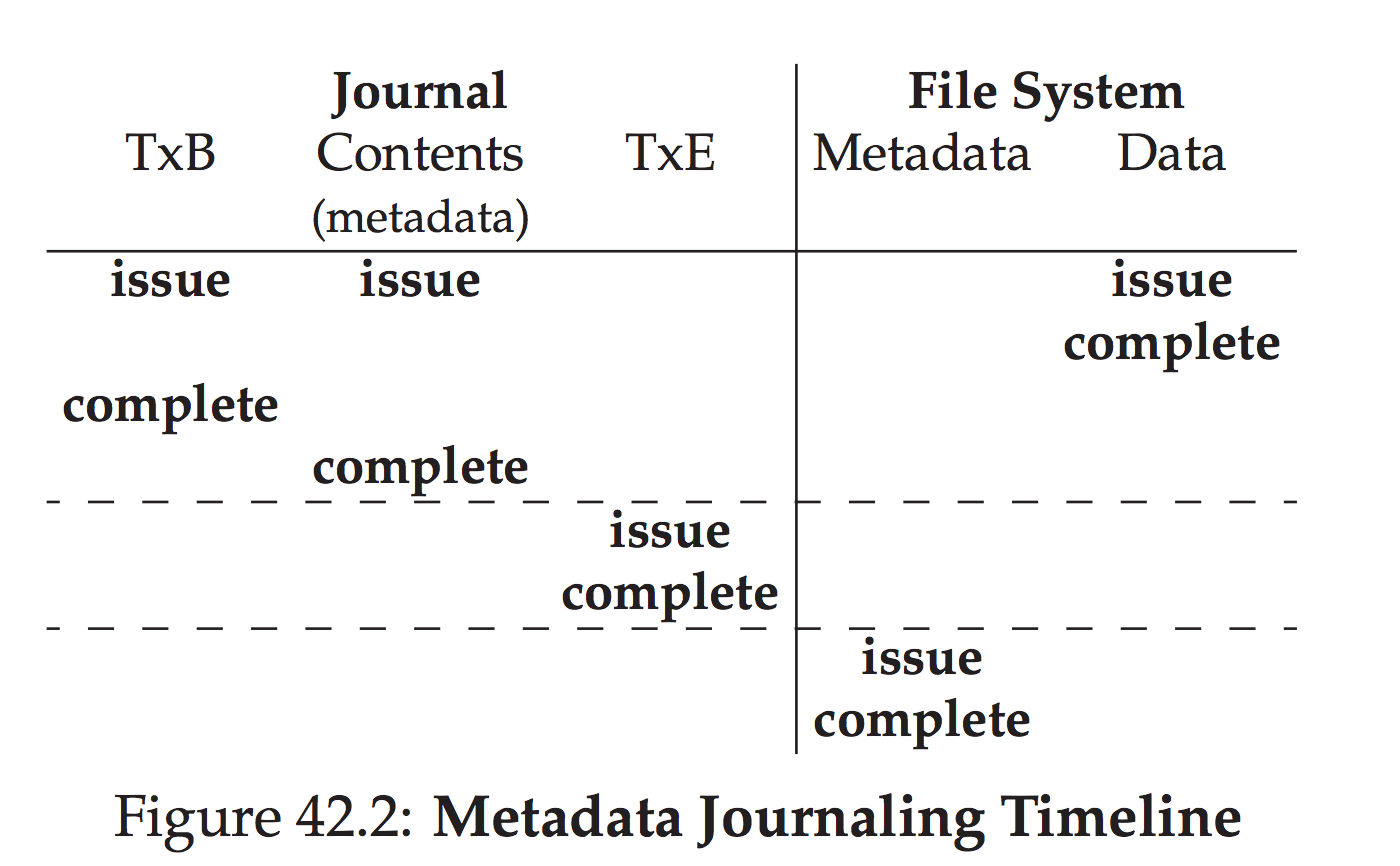 Journal File System
TxB Contents TxE Metadata Data
(metadata)
issue issue issue
complete
complete
complete
issue
complete
issue
complete
Figure 42.2: Metadata Journaling Timeline